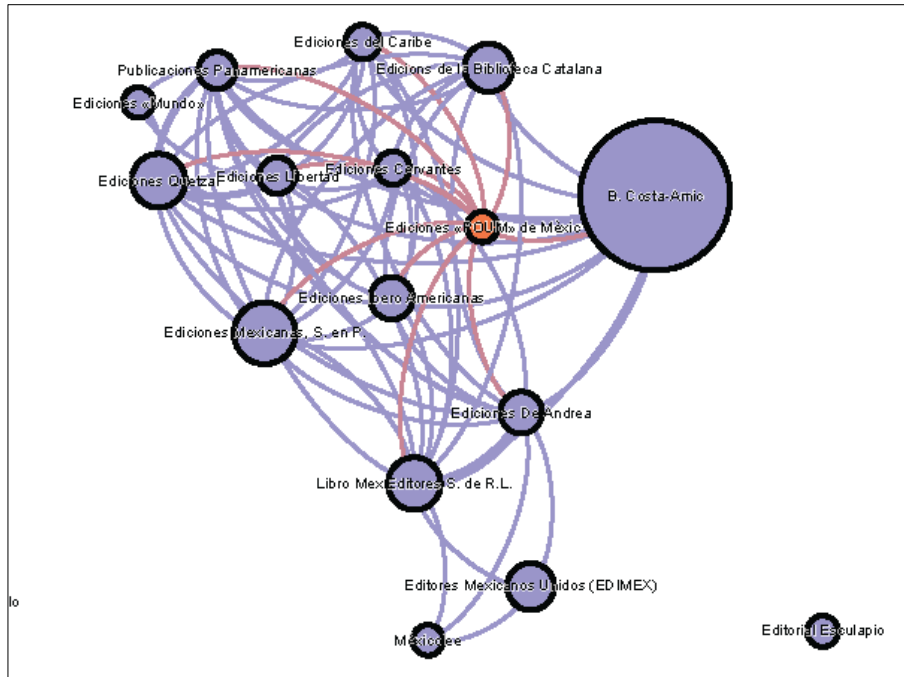 Ediciones del Caribe
Publicaciones Panamericanas
Edicions de la Biblioteca Catalana
Ediciones «Mundo»
Ediciones Cervantes
Ediciones Quetzal
Ediciones Libertad
B. Costa-Amic
Ediciones «POUM» de Mèxic
Ediciones Ibero Americanas
Ediciones Mexicanas, S. en P.
Ediciones De Andrea
Libro Mex Editores S. de R.L.
Editores Mexicanos Unidos (EDIMEX)
lo
Editorial Esculapio